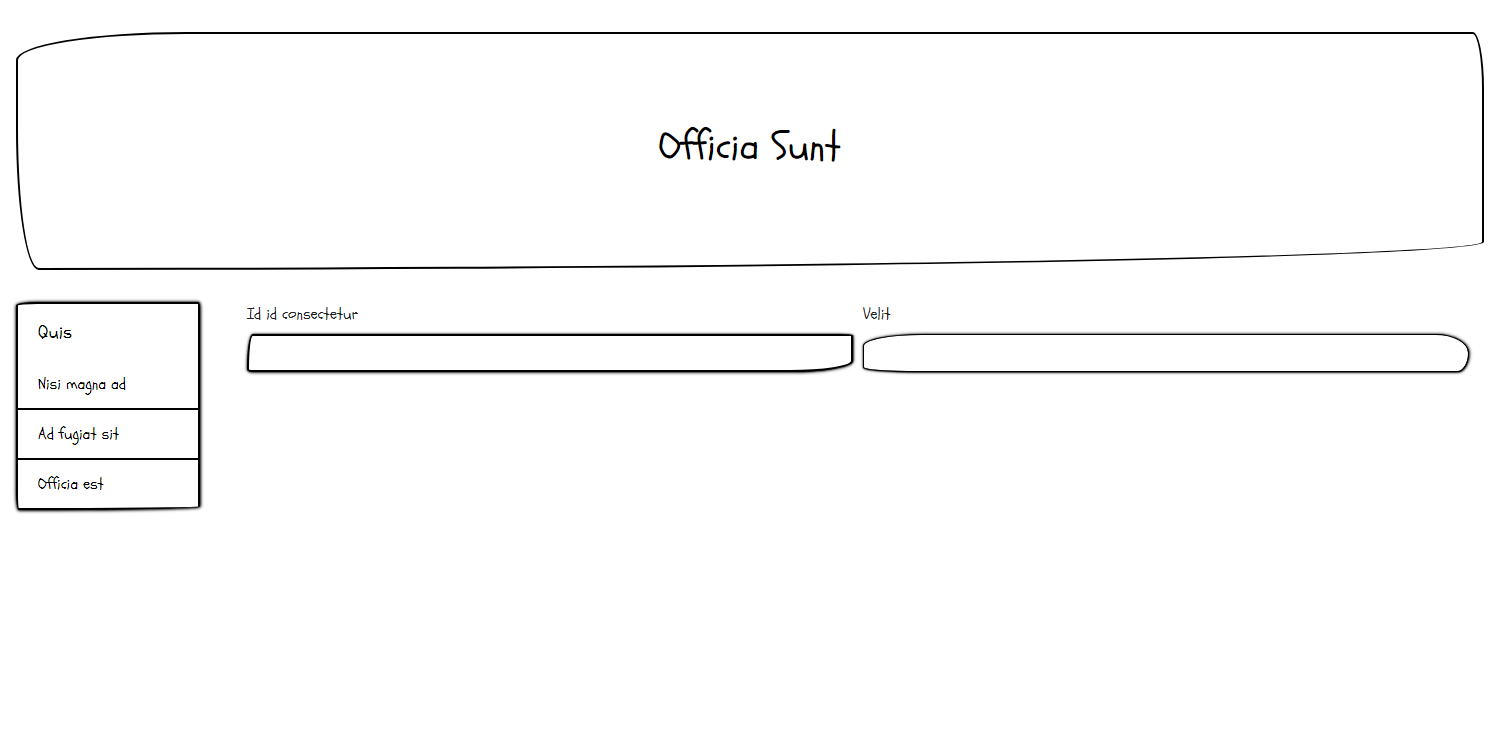 Officia Sunt
Quis
Nisi magna ad
Ad fugiat sit
Officia est
Id id consectetur
Velit